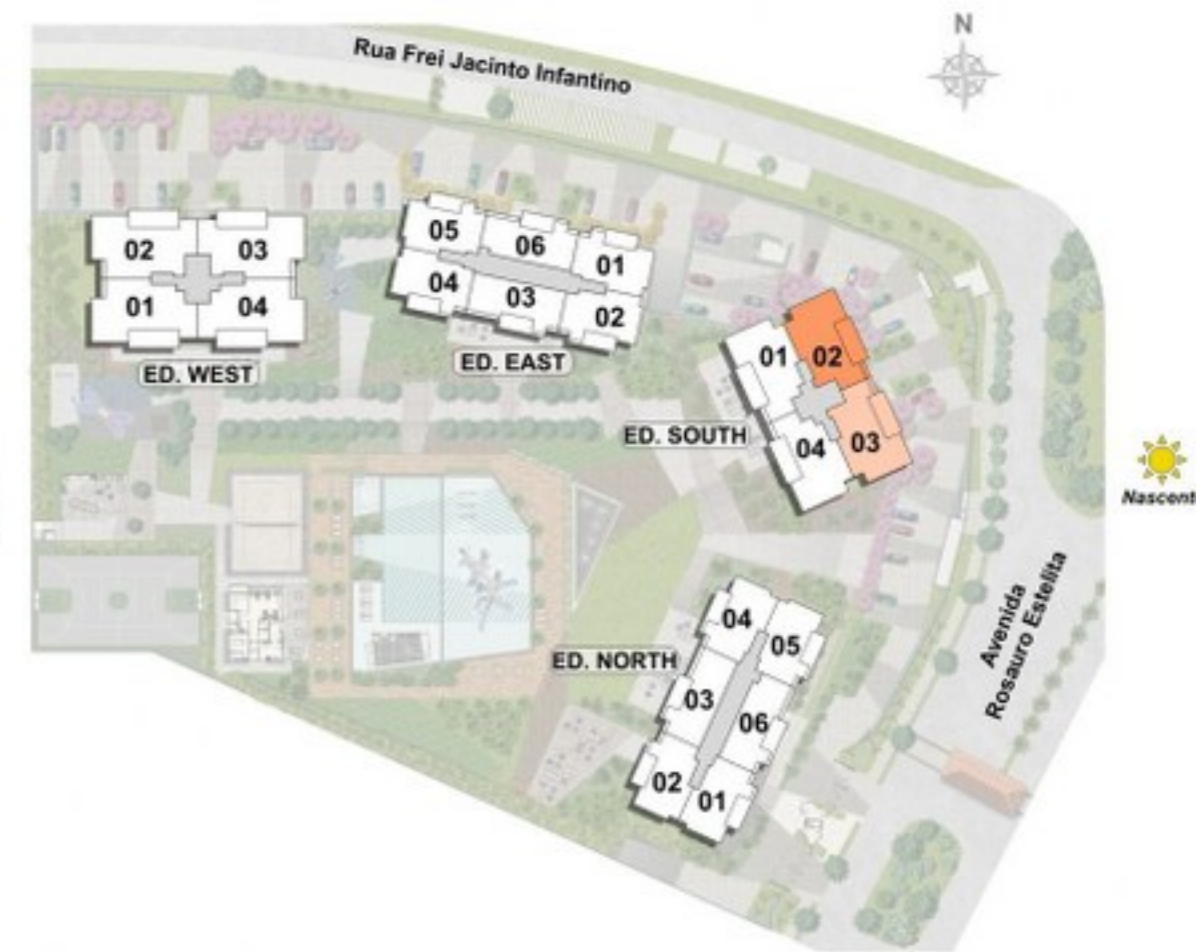 N
Rua Frei Jacinto Infantino
02
03
01
04
ED. WEST
05
06
01
04
03
02
ED. EAST
01
02
04
03
ED. SOUTH
Nascent
Avenida
Rosauro Estelita
04
05
03
06
02
01
ED. NORTH